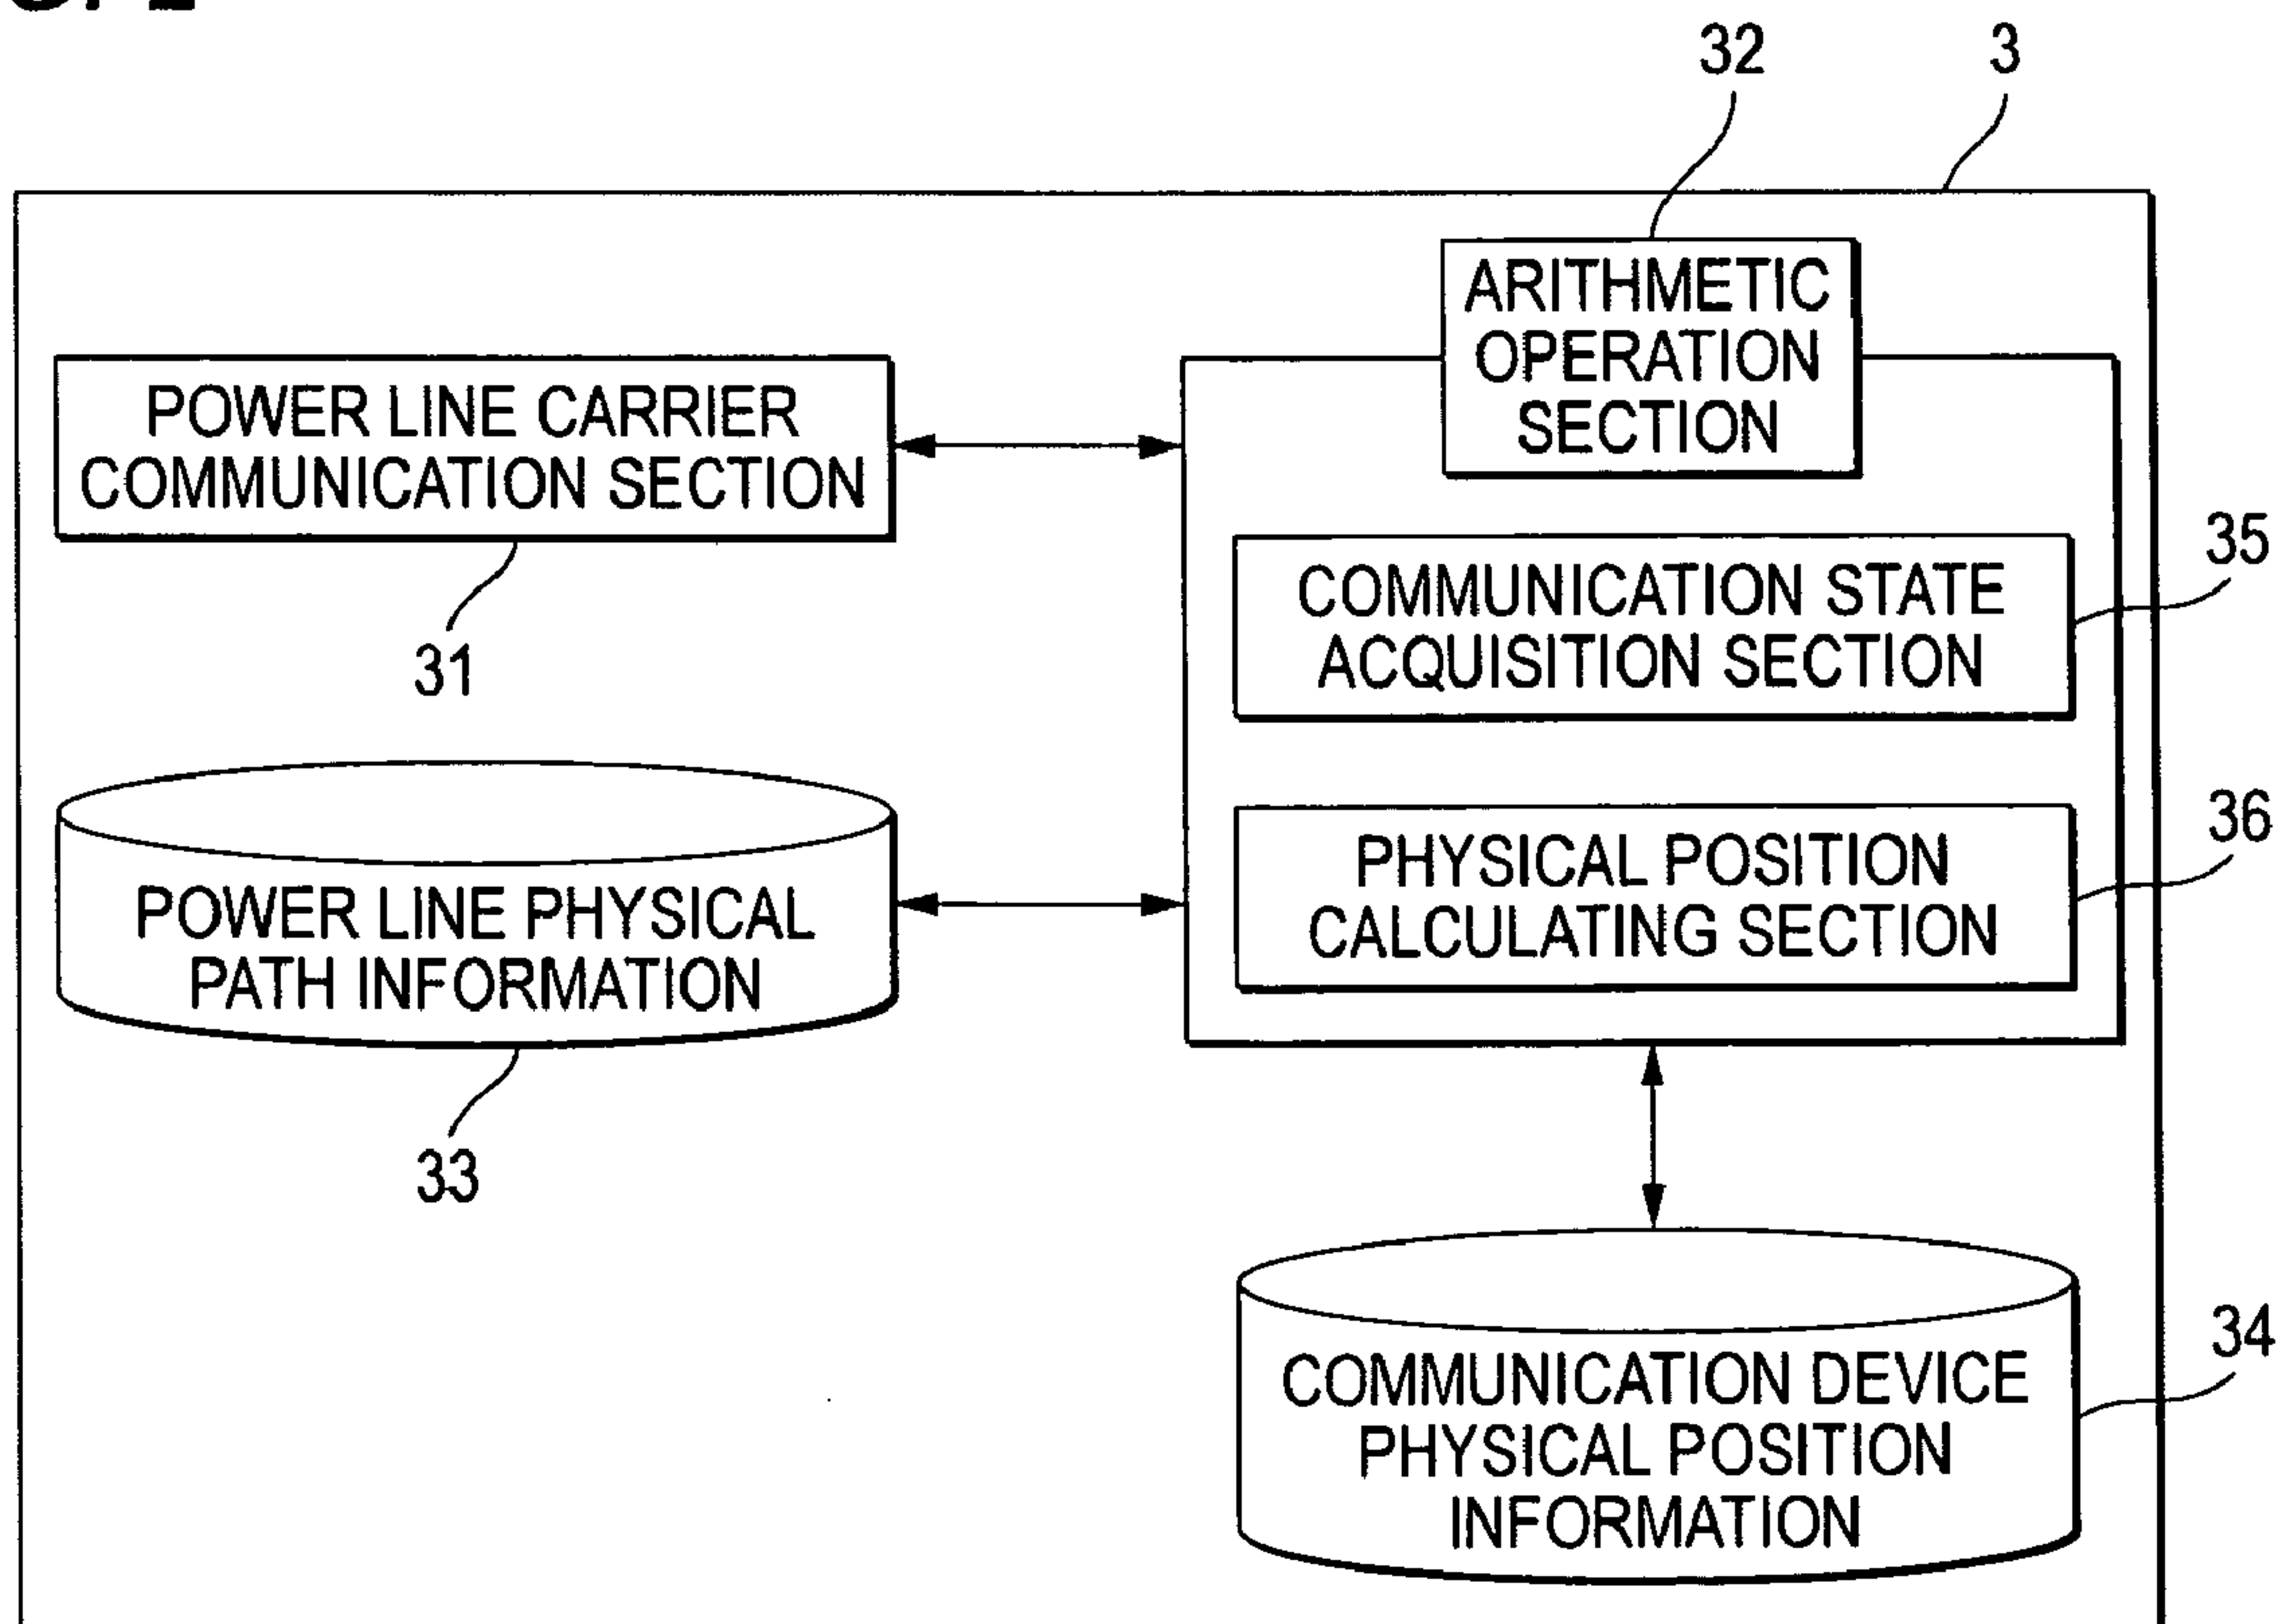 32
3
ARITHMETIC
OPERATION
SECTION
POWER LINE CARRIER
COMMUNICATION SECTION
31
COMMUNICATION STATE
ACQUISITION SECTION
35
PHYSICAL POSITION
CALCULATING SECTION
36
POWER LINE PHYSICAL
PATH INFORMATION
33
COMMUNICATION DEVICE
PHYSICAL POSITION
INFORMATION
34